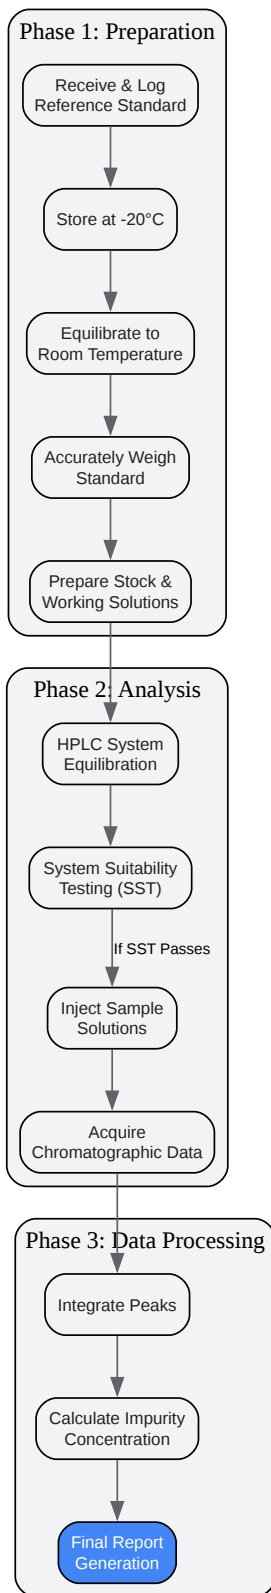 Phase 1: Preparation
Receive & Log
Reference Standard
Store at -20°C
Equilibrate to
Room Temperature
Accurately Weigh
Standard
Prepare Stock &
Working Solutions
Phase 2: Analysis
HPLC System
Equilibration
System Suitability
Testing (SST)
If SST Passes
Inject Sample
Solutions
Acquire
Chromatographic Data
Phase 3: Data Processing
Integrate Peaks
Calculate Impurity
Concentration
Final Report
Generation